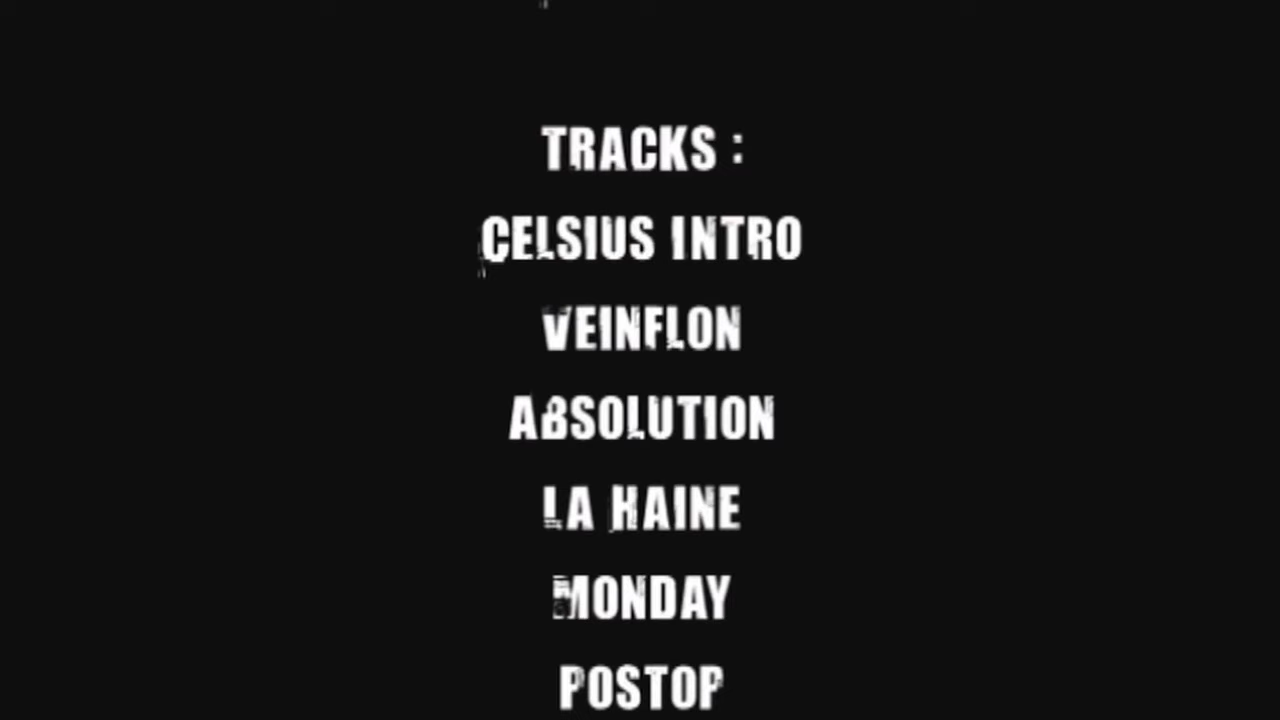 TRACKS :
CELSIUS INTRO
VEINFLON
ABSOLUTION
LA HAINE
MONDAY
POSTOP